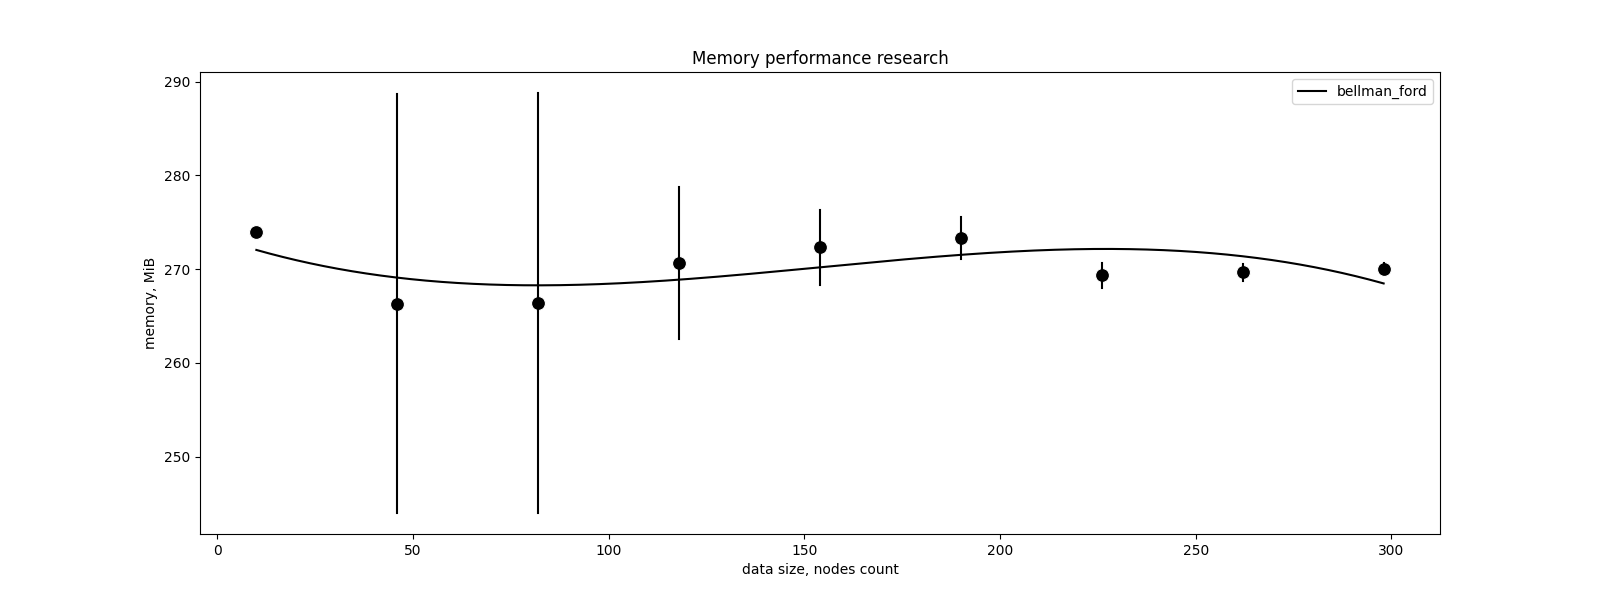 Memory performance research
bellman_ford
290
280
270
260
250
memory, MiB
0 50 100 150 200 250 300
data size, nodes count